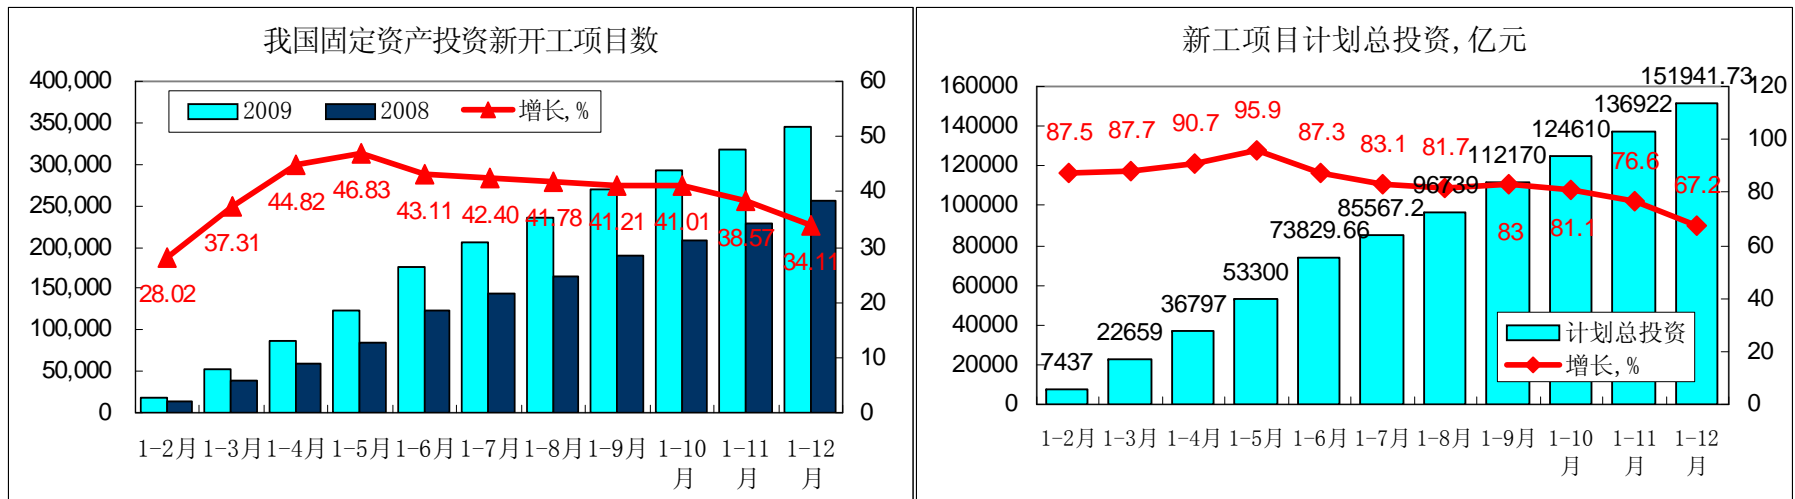 我国固定资产投资新开工项目数
400,000
350,000
300,000
250,000
200,000
150,000
100,000
50,000
0
60
50
40
30
20
10
0
2009
2008
增长,%
28.02
37.31
44.82
46.83
43.11
42.40
41.78
41.21
41.01
38.57
34.11
1-2月
1-3月
1-4月
1-5月
1-6月
1-7月
1-8月
1-9月
1-10
月
1-11
月
1-12
月
新工项目计划总投资,亿元
160000
140000
120000
100000
80000
60000
40000
20000
0
120
100
80
60
40
20
0
87.5
87.7
90.7
95.9
87.3
83.1
81.7
83
81.1
76.6
67.2
7437
22659
36797
53300
73829.66
85567.2
96739
112170
124610
136922
151941.73
计划总投资
增长,%
1-2月
1-3月
1-4月
1-5月
1-6月
1-7月
1-8月
1-9月
1-10
月
1-11
月
1-12
月